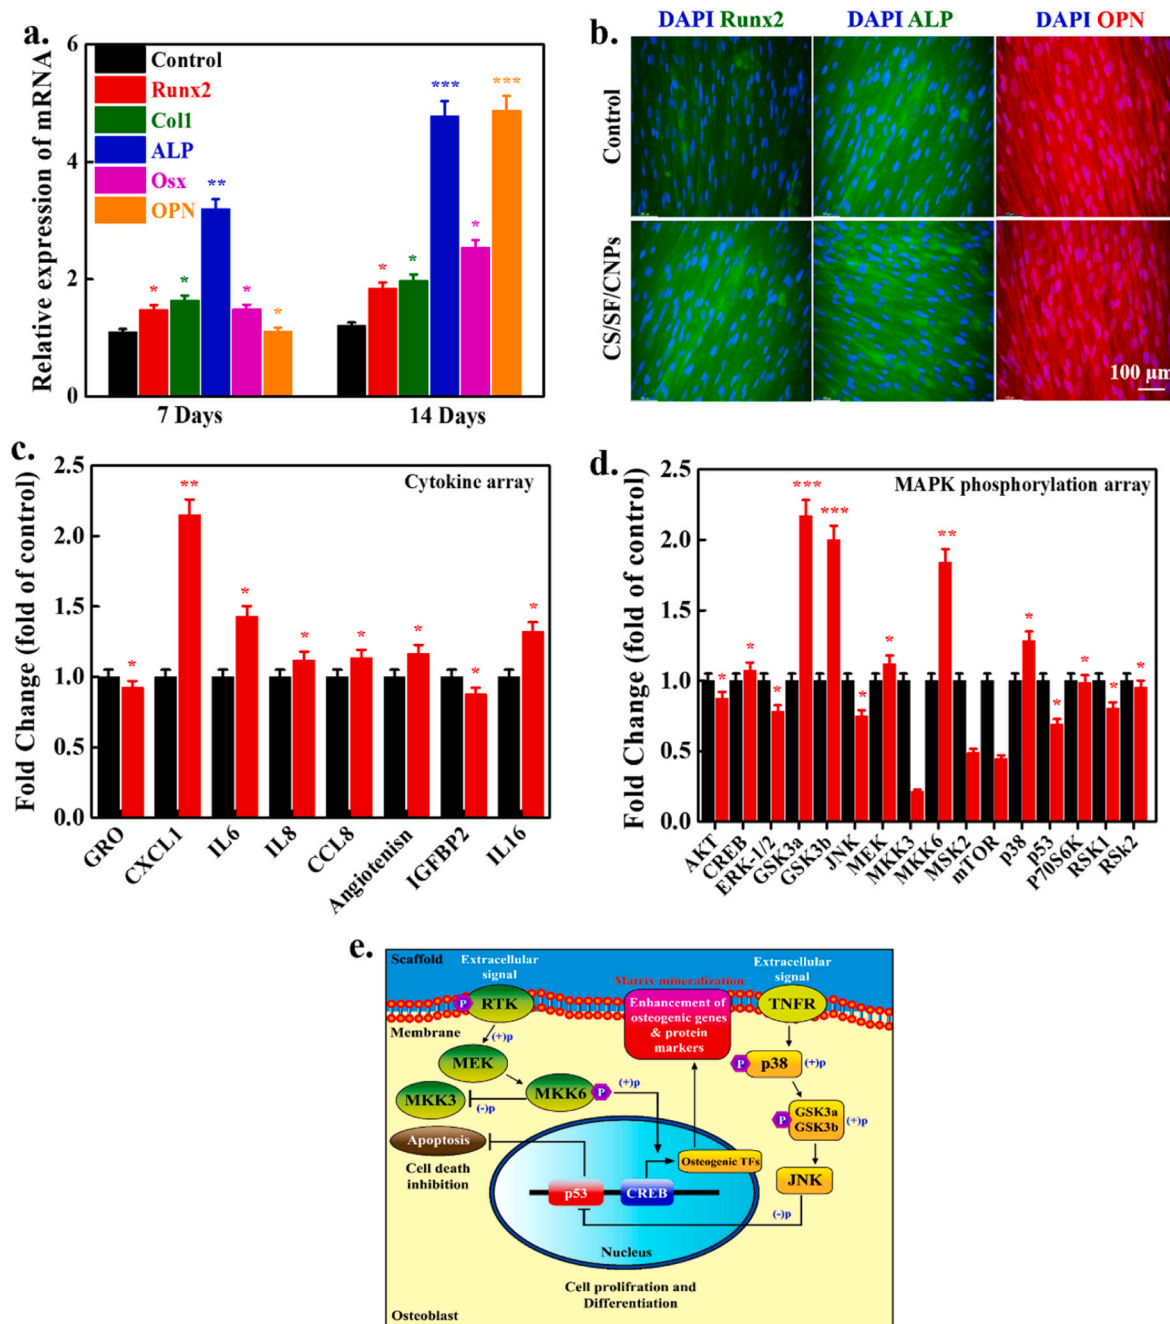 a.
Relative expression of mRNA
6
4
2
0
Control
Runx2
Col1
ALP
Osx
OPN
*
*
**
*
*
*
*
***
*
***
7 Days
14 Days
b.
DAPI Runx2
DAPI ALP
DAPI OPN
Control
CS/SF/CNPs
100 µm
c.
Fold Change (fold of control)
2.5
2.0
1.5
1.0
0.5
0.0
Cytokine array
*
**
*
*
*
*
*
*
GRO
CXCL1
IL6
IL8
CCL8
Angiotenisn
IGFBP2
IL16
d.
Fold Change (fold of control)
2.5
2.0
1.5
1.0
0.5
0.0
MAPK phosphorylation array
*
*
***
***
*
*
**
*
*
*
*
*
AKT
CREB
ERK-1/2
GSK3a
GSK3b
JNK
MEK
MKK3
MKK6
MSK2
mTOR
p38
p53
P70S6K
RSK1
RSk2
e.
Scaffold
Extracellular
signal
Matrix mineralization
Extracellular
signal
P
RTK
Enhancement of
osteogenic genes
& protein
markers
TNFR
Membrane
(+)p
MEK
P
p38
(+)p
MKK3
(-)p
MKK6
P
(+)p
P
GSK3a
GSK3b
(+)p
Apoptosis
Cell death
inhibition
Osteogenic TFs
JNK
p53
CREB
(-)p
Nucleus
Cell prolifration and
Differentiation
Osteoblast